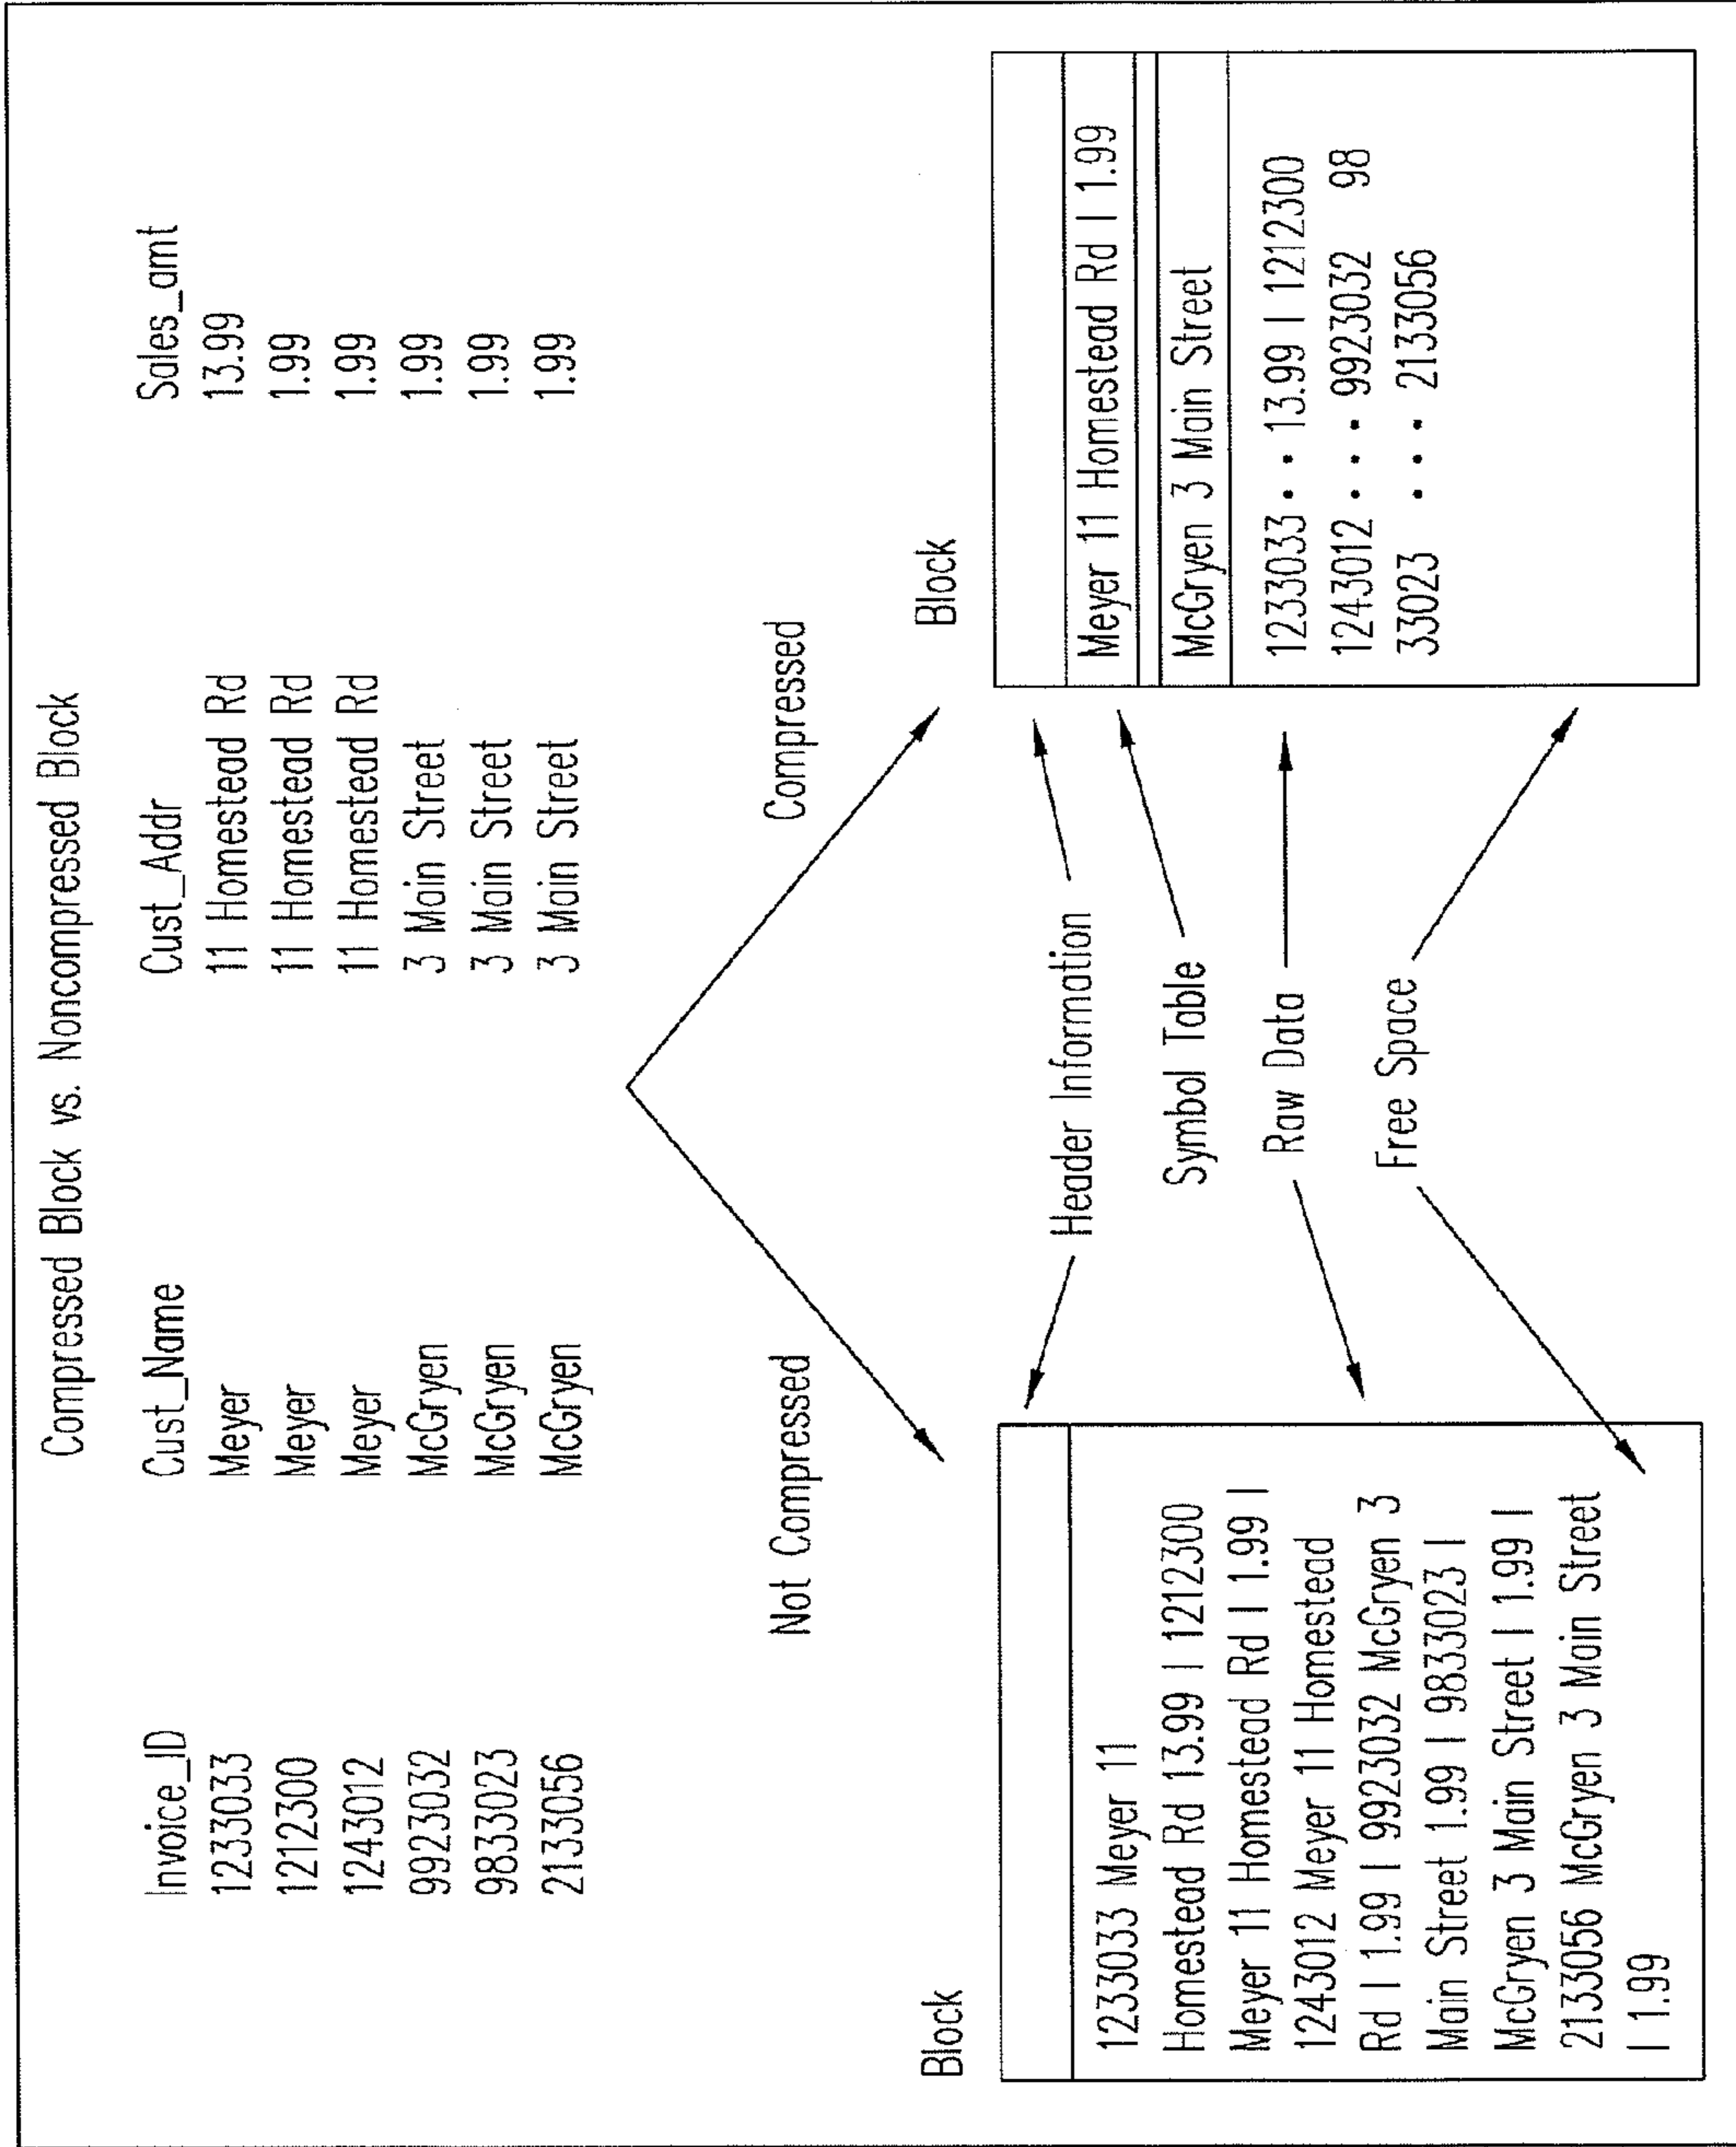 Compressed Block vs. Noncompressed Block
Invoice_ID Cust_Name Cust_Addr Sales_amt
1233033 Meyer 11 Homestead Rd 13.99
1212300 Meyer 11 Homestead Rd 1.99
1243012 Meyer 11 Homestead Rd 1.99
9923032 McGryen 3 Main Street 1.99
9833023 McGryen 3 Main Street 1.99
2133056 McGryen 3 Main Street 1.99
Not Compressed
Compressed
Block
1233033 Meyer 11
Homestead Rd 13.99 | 1212300
Meyer 11 Homestead Rd | 1.99 |
1243012 Meyer 11 Homestead
Rd | 1.99 | 9923032 McGryen 3
Main Street 1.99 | 9833023 |
McGryen 3 Main Street | 1.99 |
2133056 McGryen 3 Main Street
| 1.99
Header Information
Symbol Table
Raw Data
Free Space
Block
Meyer 11 Homestead Rd | 1.99
McGryen 3 Main Street
1233033 • • 13.99 | 1212300
1243012 • • • 9923032 98
33023 • • • 2133056